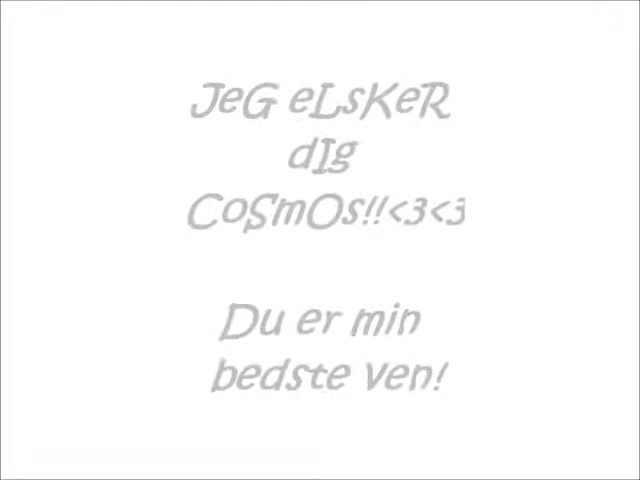 JeG eLsKeR
dIg
CoSmOs!!<3<3
Du er min
bedste ven!